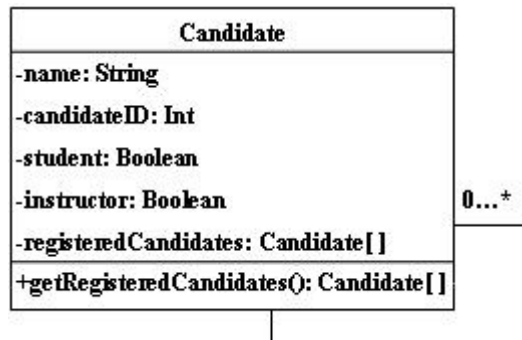 Candidate
-name: String
-candidateID: Int
-student: Boolean
-instructor: Boolean
0...*
-registeredCandidates: Candidate[]
+getRegisteredCandidates(): Candidate[]